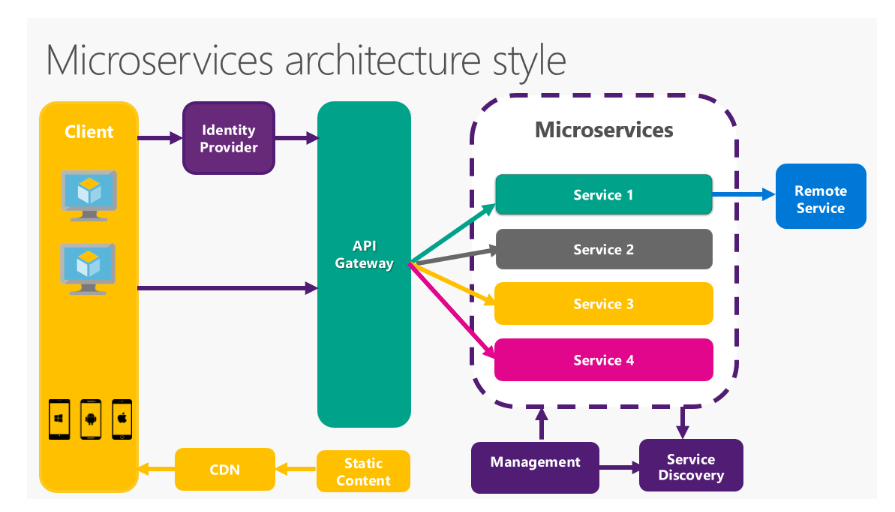 Microservices architecture style
Client
Identity
Provider
API
Gateway
Microservices
Service 1
Service 2
Service 3
Service 4
Remote
Service
CDN
Static
Content
Management
Service
Discovery